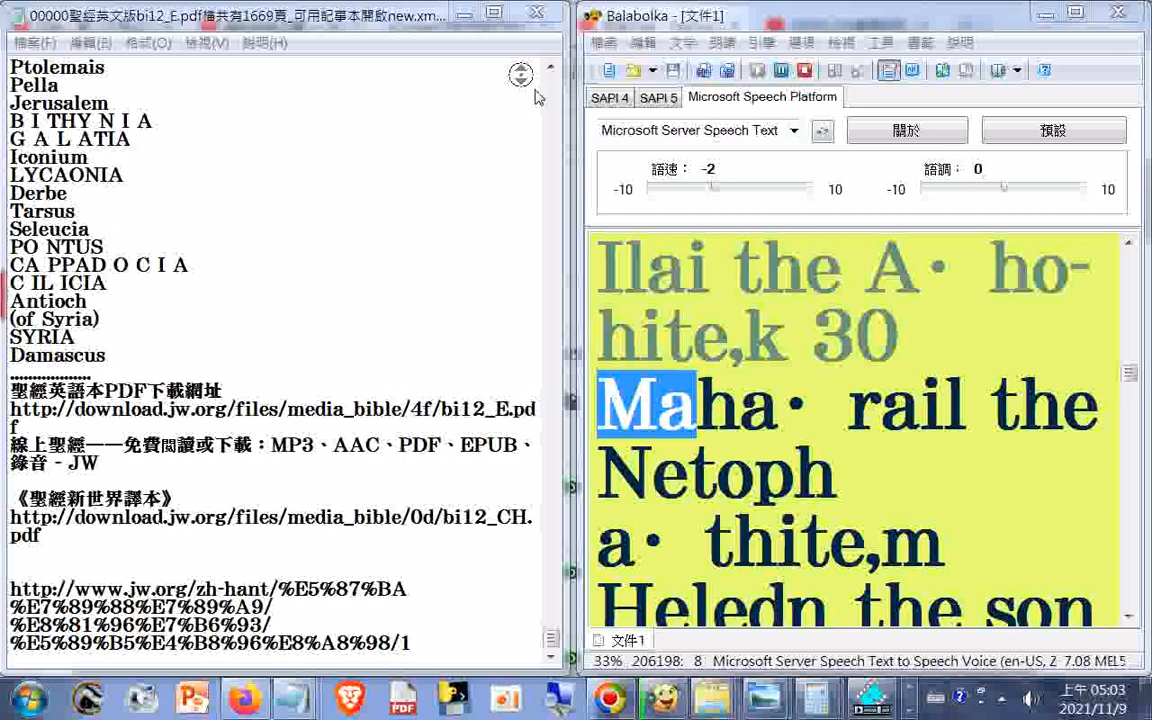 00000聖經英文版bi12_E.pdf檔共有1669頁_可用記事本開啟new.xm...
檔案(F) 編輯(E) 格式(O) 檢視(V) 說明(H)
Ptolemais
Pella
Jerusalem
B I THY N I A
G A L ATIA
Iconium
LYCAONIA
Derbe
Tarsus
Seleucia
PO NTUS
CA PPAD O C I A
C IL ICIA
Antioch
(of Syria)
SYRIA
Damascus
..................
聖經英語本PDF下載網址
http://download.jw.org/files/media_bible/4f/bi12_E.pd
f
線上聖經——免費閱讀或下載：MP3、AAC、PDF、EPUB、
錄音 - JW
《聖經新世界譯本》
http://download.jw.org/files/media_bible/0d/bi12_CH.
pdf
http://www.jw.org/zh-hant/%E5%87%BA
%E7%89%88%E7%89%A9/
%E8%81%96%E7%B6%93/
%E5%89%B5%E4%B8%96%E8%A8%98/1
Balabolka - [文件1]
檔案 編輯 文字 朗讀 引擎 選項 檢視 工具 書籤 說明
SAPI 4 SAPI 5 Microsoft Speech Platform
Microsoft Server Speech Text 關於 預設
語速： -2 語調： 0
-10 10 -10 10
Ilai the A· ho-
hite,k 30
Maha· rail the
Netoph
a· thite,m
Heledn the son
文件1
33% 206198: 8 Microsoft Server Speech Text to Speech Voice (en-US, Z 7.08 МЕ
上午 05:03
2021/11/9